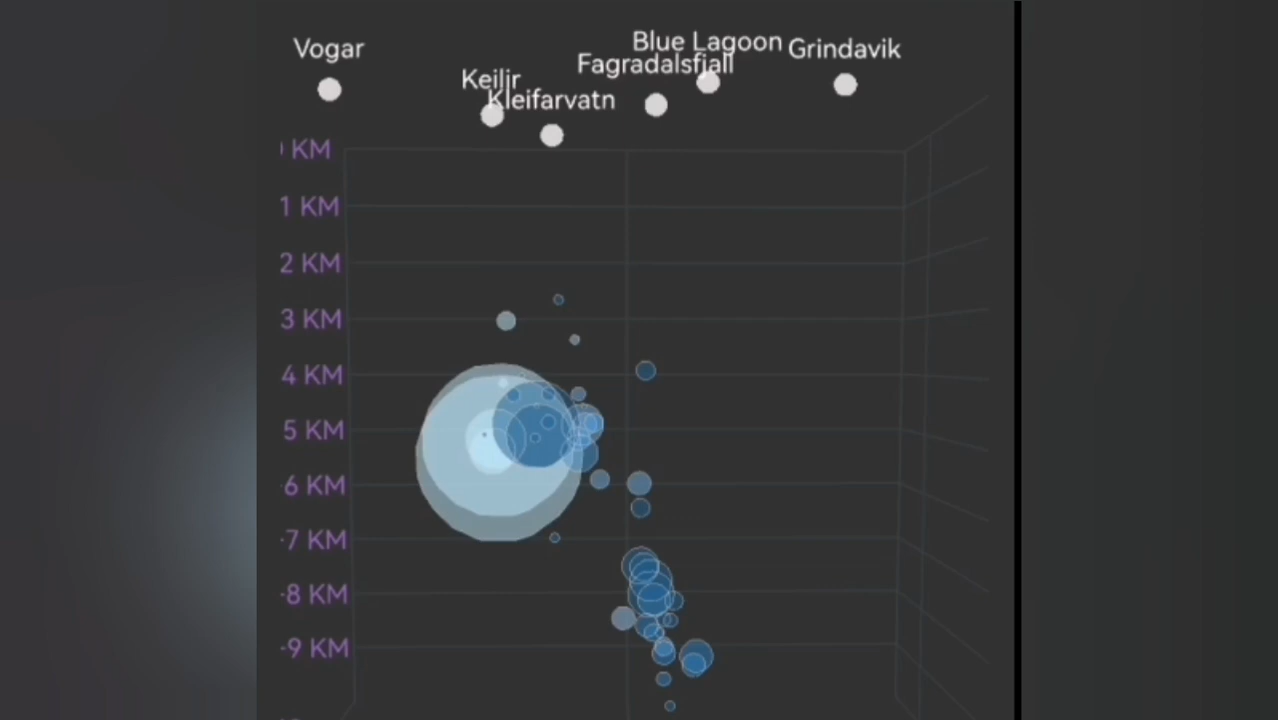 Vogar
Keilir
Kleifarvatn
Blue Lagoon
Fagradalsfjall
Grindavik
KM
1 KM
2 KM
3 KM
4 KM
5 KM
-6 KM
-7 KM
-8 KM
-9 KM